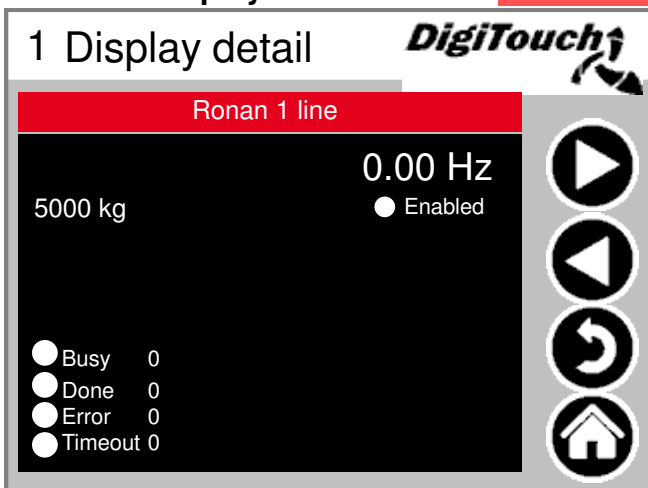 1 Display detail
DigiTouch
Ronan 1 line
0.00 Hz
5000 kg
Enabled
Busy 0
Done 0
Error 0
Timeout 0